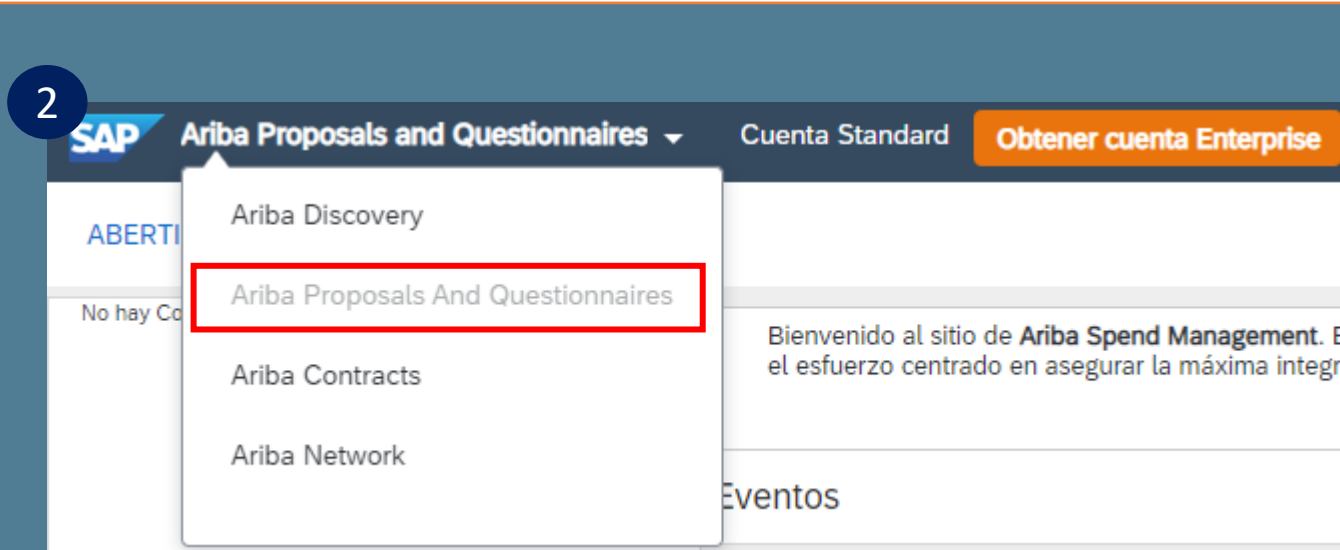 2
SAP Ariba Proposals and Questionnaires Cuenta Standard Obtener cuenta Enterprise
Ariba Discovery
ABERTI
Ariba Proposals And Questionnaires
No hay Co
Bienvenido al sitio de Ariba Spend Management. E
el esfuerzo centrado en asegurar la máxima integr
Ariba Contracts
Ariba Network
Eventos